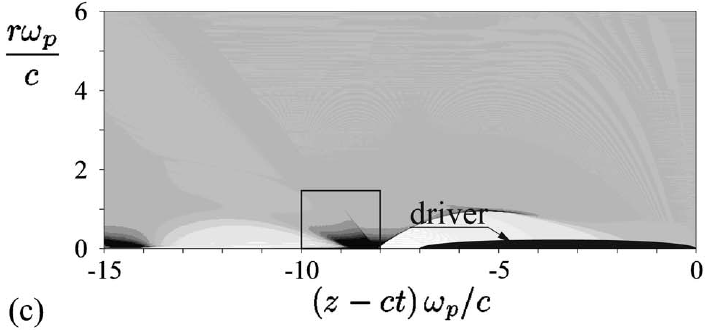 6
rω_p
c
4
2
driver
0
-15 -10 -5 0
(z − ct) ω_p/c
(c)